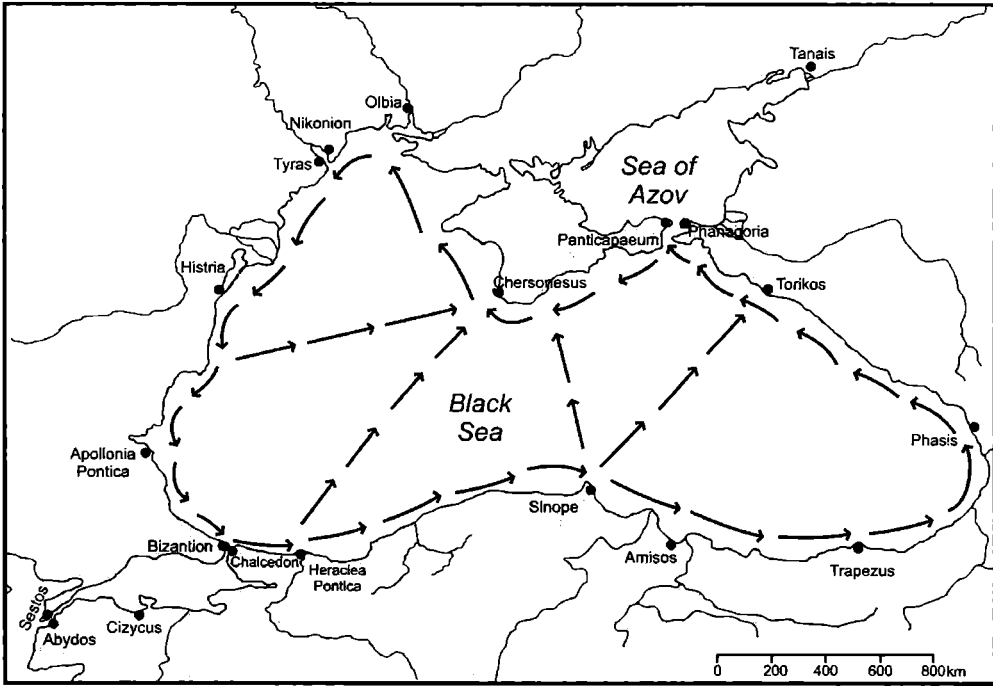 Tanais
Olbia
Nikonion
Tyras
Sea of
Azov
Panticapaeum
Phanagoria
Histria
Chersonesus
Torikos
Black
Sea
Phasis
Apollonia
Pontica
Sinope
Bizantion
Chalcedon
Heraclea
Pontica
Amisos
Trapezus
Sestos
Abydos
Cizycus
0 200 400 600 800km